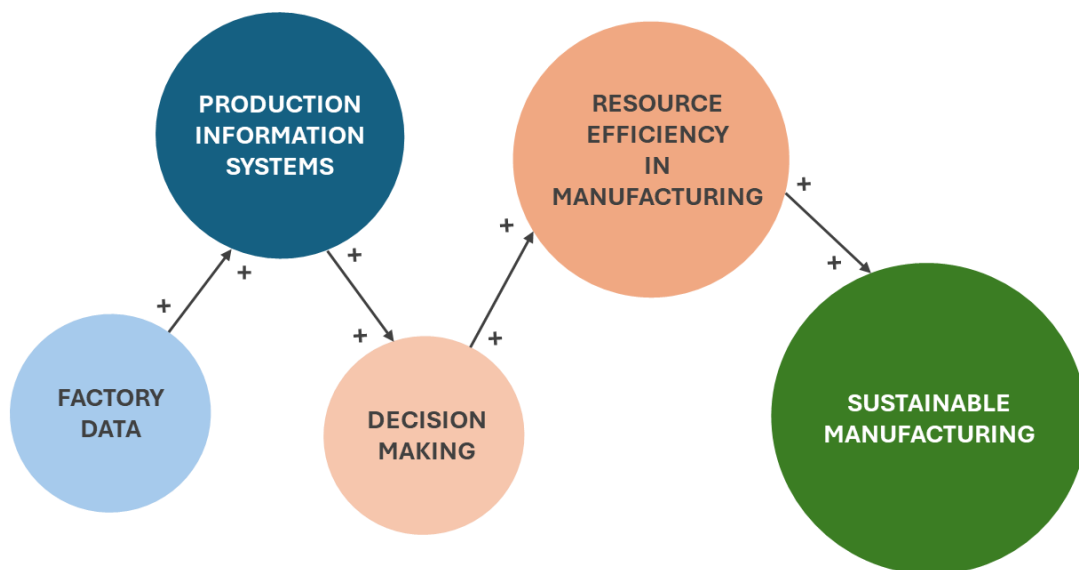 PRODUCTION
INFORMATION
SYSTEMS
RESOURCE
EFFICIENCY
IN
MANUFACTURING
+
+
+
+
+
+
+
+
FACTORY
DATA
DECISION
MAKING
SUSTAINABLE
MANUFACTURING